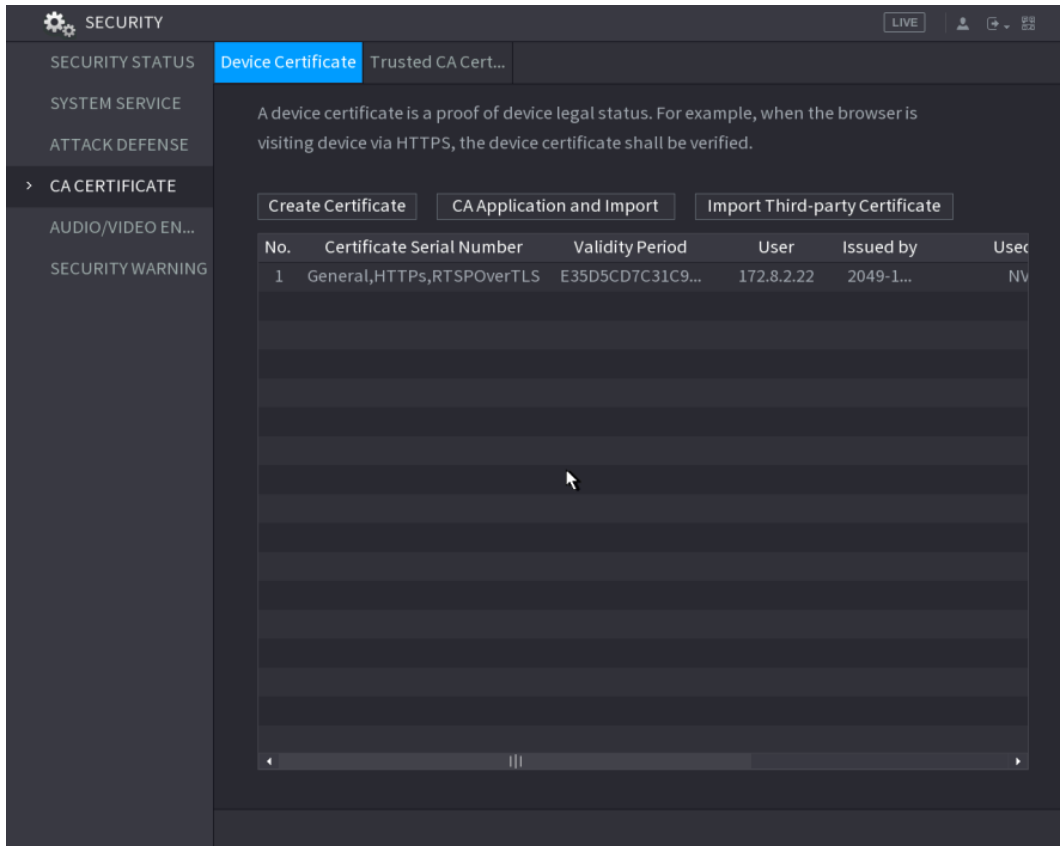 SECURITY
LIVE
SECURITY STATUS
SYSTEM SERVICE
ATTACK DEFENSE
> CA CERTIFICATE
AUDIO/VIDEO EN...
SECURITY WARNING
Device Certificate Trusted CA Cert...
A device certificate is a proof of device legal status. For example, when the browser is
visiting device via HTTPS, the device certificate shall be verified.
Create Certificate CA Application and Import Import Third-party Certificate
No. Certificate Serial Number Validity Period User Issued by Used
1 General,HTTPs,RTSPOverTLS E35D5CD7C31C9... 172.8.2.22 2049-1... NV